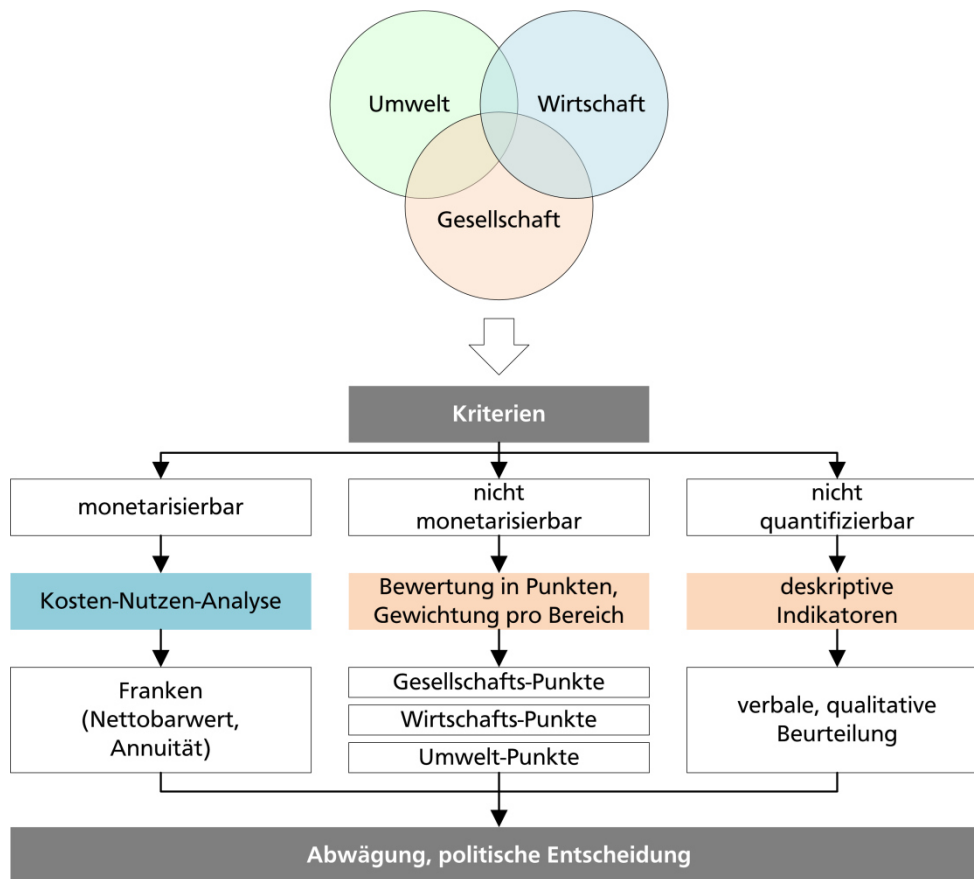 Umwelt
Wirtschaft
Gesellschaft
Kriterien
monetarisierbar
nicht
monetarisierbar
nicht
quantifizierbar
Kosten-Nutzen-Analyse
Bewertung in Punkten,
Gewichtung pro Bereich
deskriptive
Indikatoren
Franken
(Nettobarwert,
Annuität)
Gesellschafts-Punkte
Wirtschafts-Punkte
Umwelt-Punkte
verbale, qualitative
Beurteilung
Abwägung, politische Entscheidung